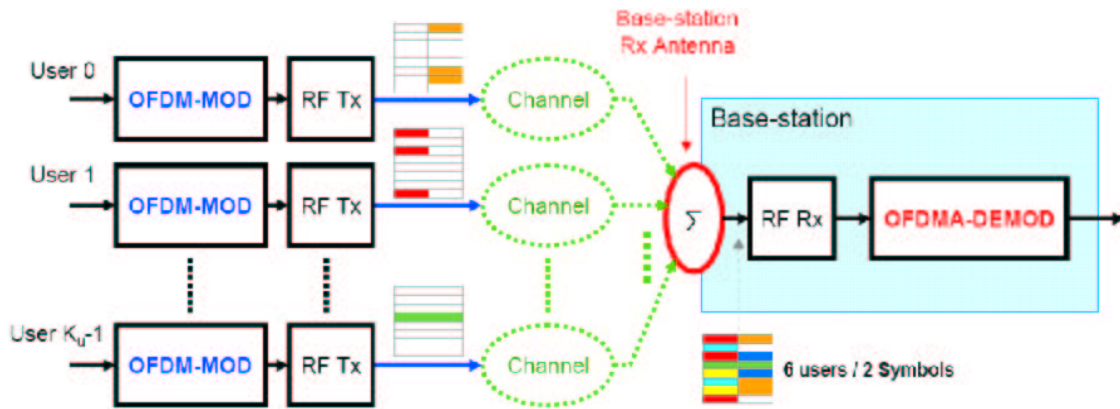 Base-station
Rx Antenna
User 0
OFDM-MOD
RF Tx
Channel
Base-station
User 1
OFDM-MOD
RF Tx
Channel
Σ
RF Rx
OFDMA-DEMOD
User Ku-1
OFDM-MOD
RF Tx
Channel
6 users / 2 Symbols